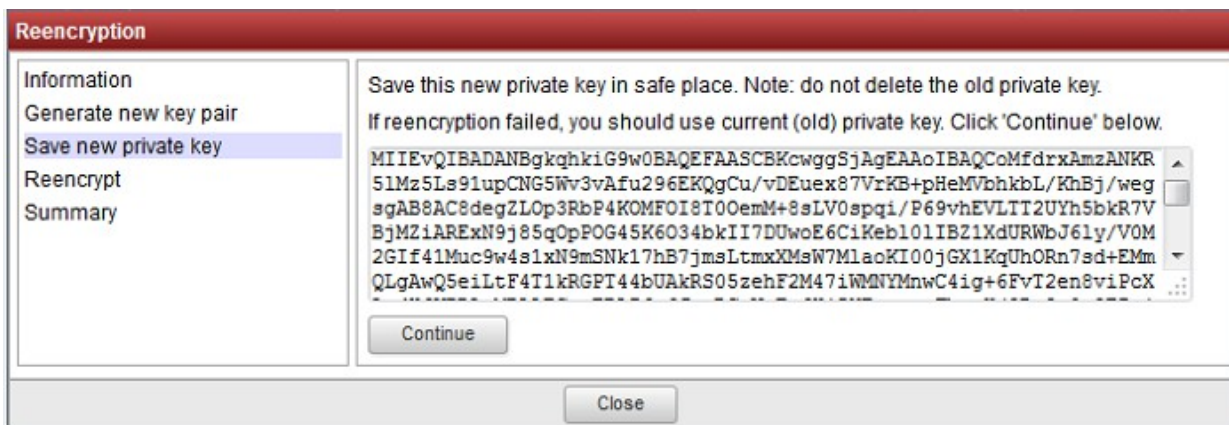 Reencryption
Information
Generate new key pair
Save new private key
Reencrypt
Summary
Save this new private key in safe place. Note: do not delete the old private key.
If reencryption failed, you should use current (old) private key. Click 'Continue' below.
MIIEvQIBADANBgkqhkiG9w0BAQEFAASCBKcwggSjAgEAAoIBAQCoMfdrxAmzANKR
5lMz5Ls91upCNG5Wv3vAfu296EKQgCu/vDEuex87VrKB+pHeMVbhkbL/KhBj/weg
sgAB8AC8degZLOp3RbP4KOMFOI8T0OemM+8sLV0spqi/P69vhEVLTT2UYh5bkR7V
BjMZiARExN9j85qOpPOG45K6O34bkII7DUwoE6CiKebl0lIBZ1XdURWbJ6ly/V0M
2GIf41Muc9w4s1xN9mSNk17hB7jmsLtmxXMsW7MlaoKI00jGX1KqUhORn7sd+EMm
QLgAwQ5eiLtF4T1kRGPT44bUAkRS05zehF2M47iWMNYMnwC4ig+6FvT2en8viPcX
Continue
Close